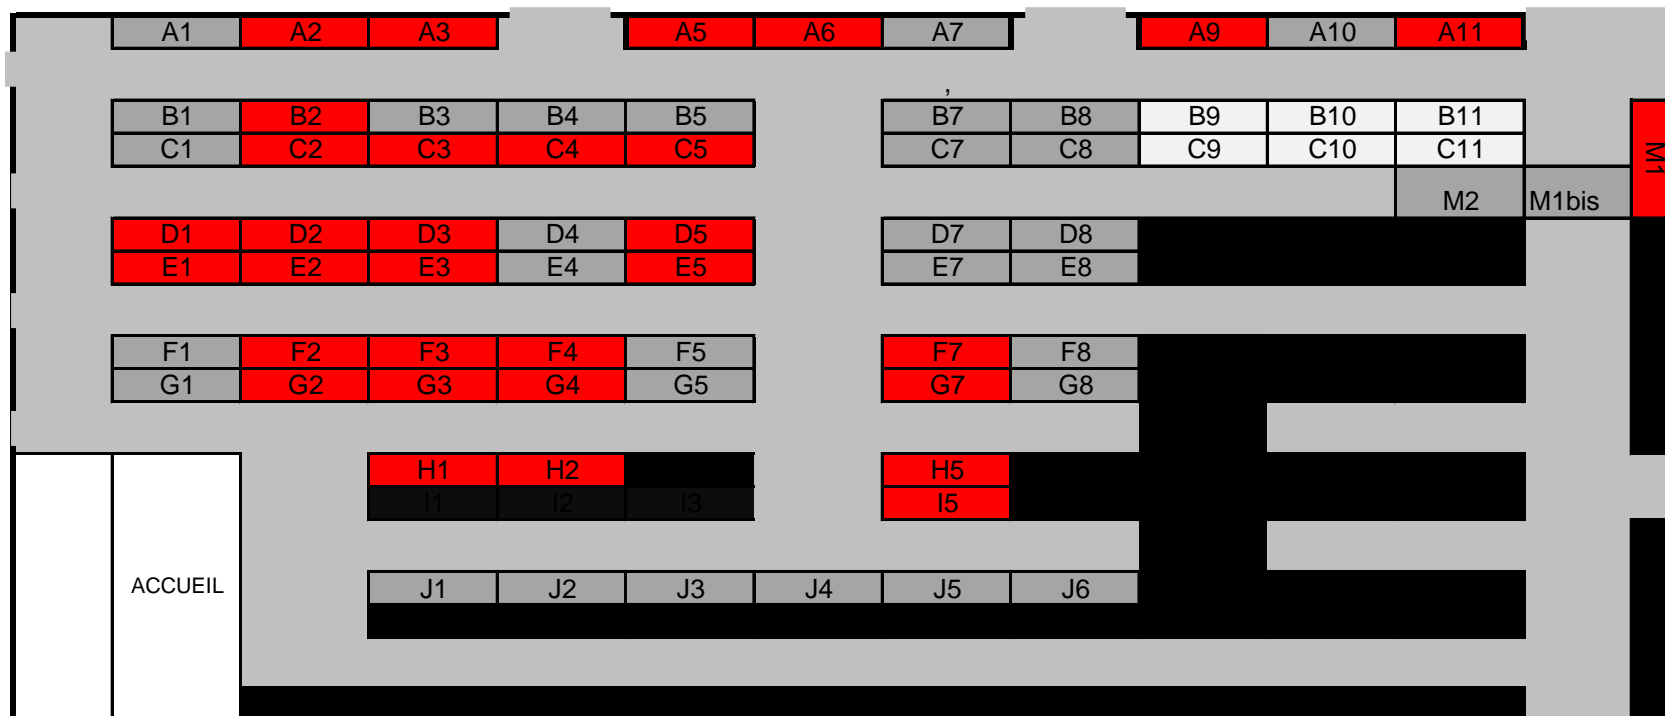 A1 A2 A3 A5 A6 A7 A9 A10 A11
,
B1 B2 B3 B4 B5 B7 B8 B9 B10 B11
C1 C2 C3 C4 C5 C7 C8 C9 C10 C11
M1
M2 M1bis
D1 D2 D3 D4 D5 D7 D8
E1 E2 E3 E4 E5 E7 E8
F1 F2 F3 F4 F5 F7 F8
G1 G2 G3 G4 G5 G7 G8
H1 H2 H5
I1 I2 I3 I5
ACCUEIL J1 J2 J3 J4 J5 J6